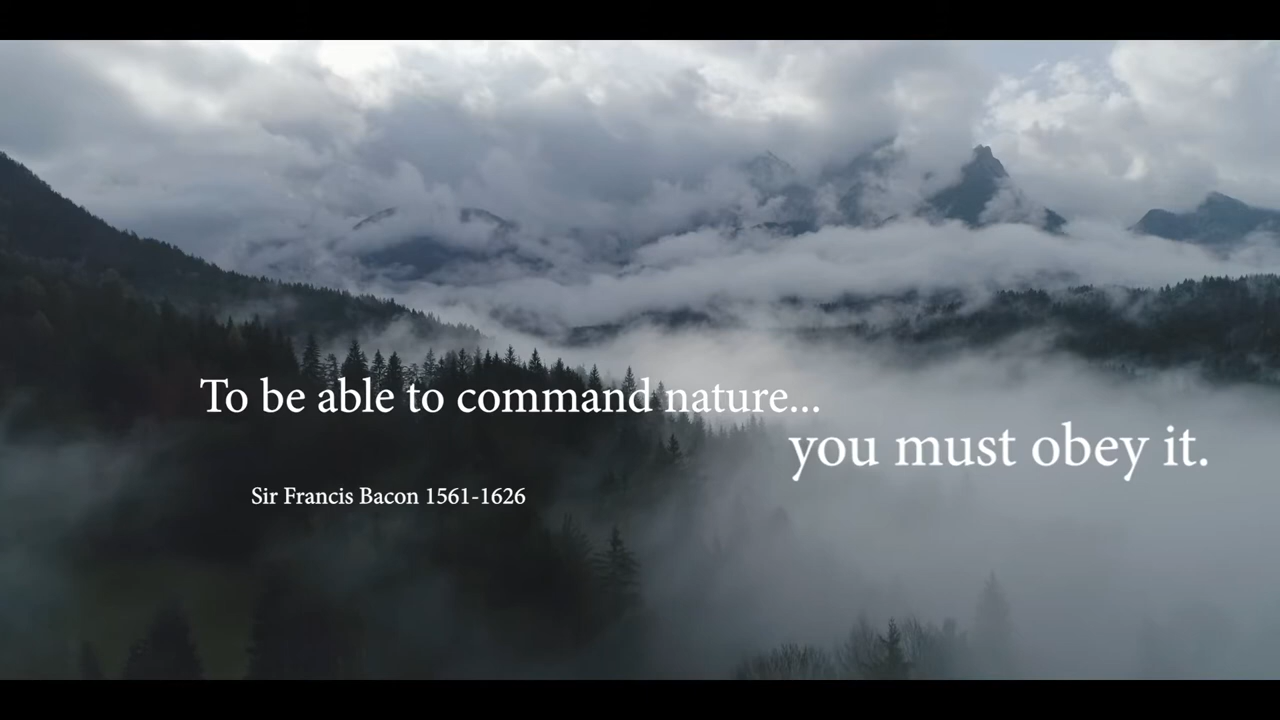 To be able to command nature...
you must obey it.
Sir Francis Bacon 1561-1626